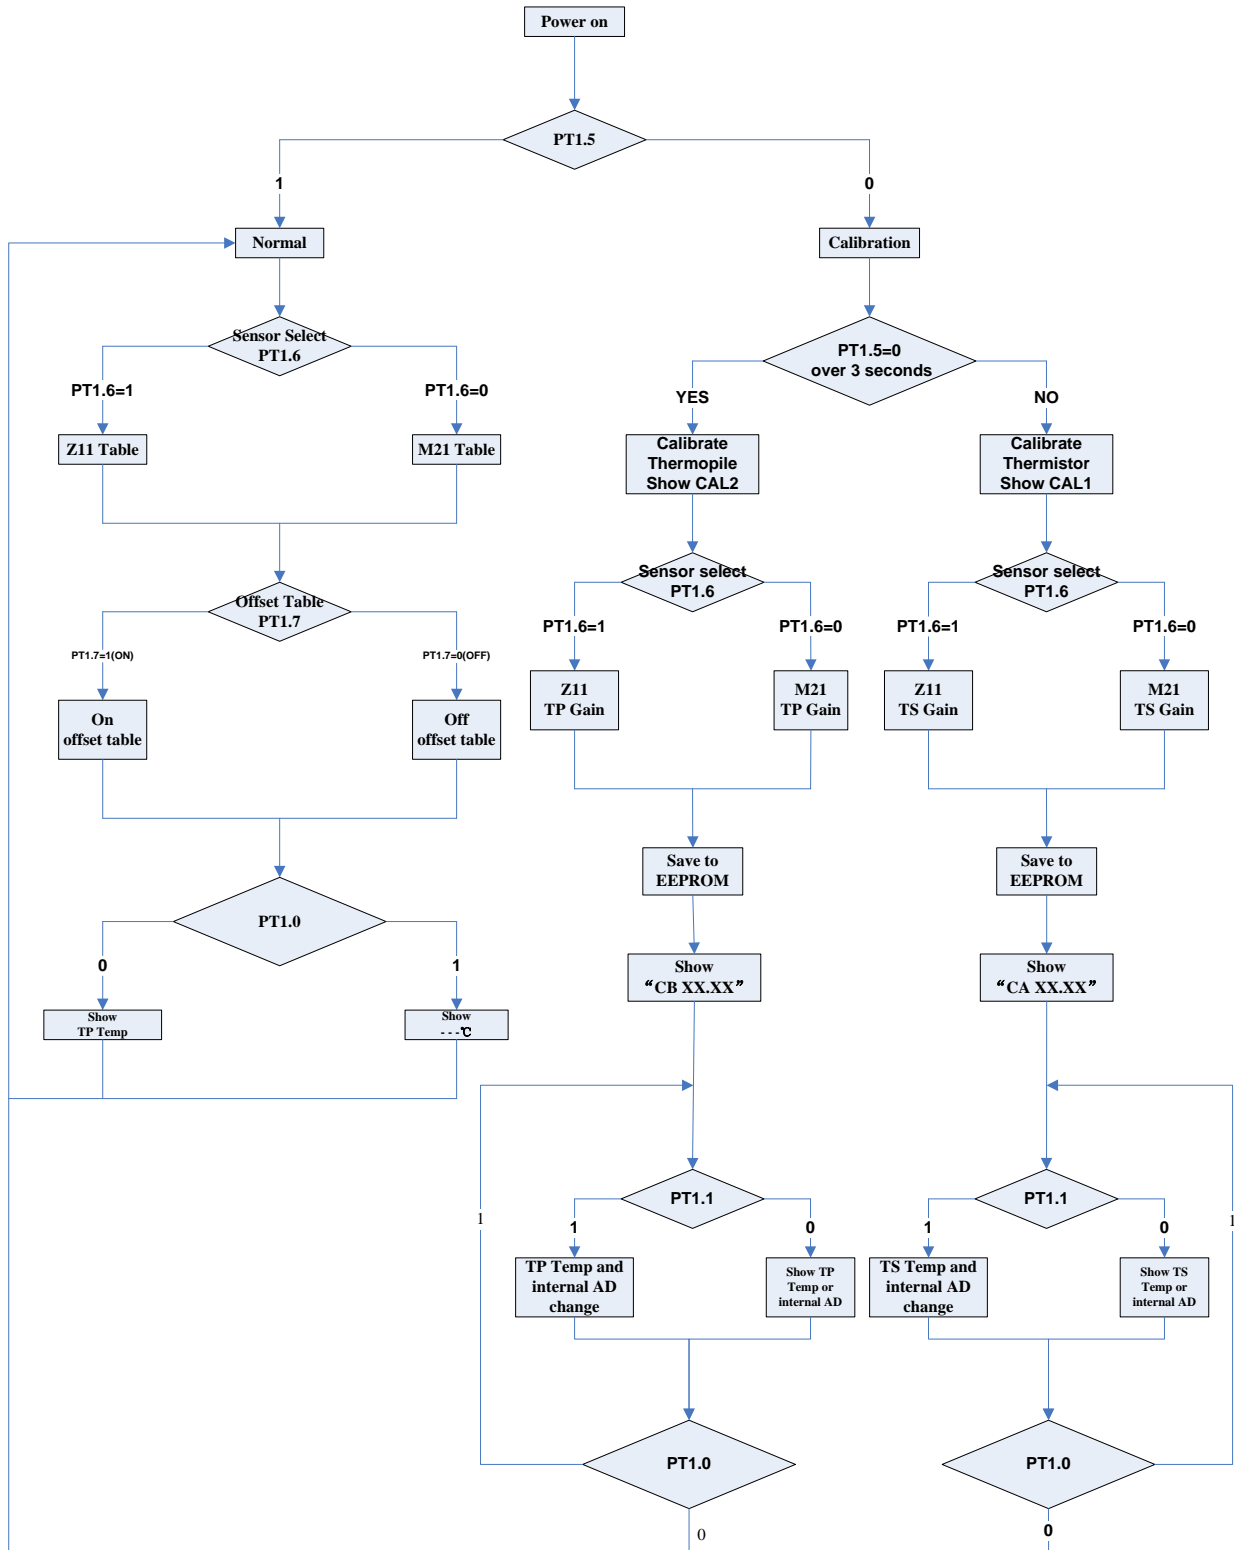 Power on
PT1.5
1
0
Normal
Calibration
Sensor Select
PT1.6
PT1.5=0
over 3 seconds
PT1.6=1
PT1.6=0
YES
NO
Z11 Table
M21 Table
Calibrate
Thermopile
Show CAL2
Calibrate
Thermistor
Show CAL1
Offset Table
PT1.7
Sensor select
PT1.6
Sensor select
PT1.6
PT1.7=1(ON)
PT1.7=0(OFF)
PT1.6=1
PT1.6=0
PT1.6=1
PT1.6=0
On
offset table
Off
offset table
Z11
TP Gain
M21
TP Gain
Z11
TS Gain
M21
TS Gain
Save to
EEPROM
Save to
EEPROM
PT1.0
0
1
Show
“CB XX.XX”
Show
“CA XX.XX”
Show
TP Temp
Show
- - -℃
PT1.1
PT1.1
1
1
0
1
0
1
TP Temp and
internal AD
change
Show TP
Temp or
internal AD
TS Temp and
internal AD
change
Show TS
Temp or
internal AD
PT1.0
PT1.0
0
0